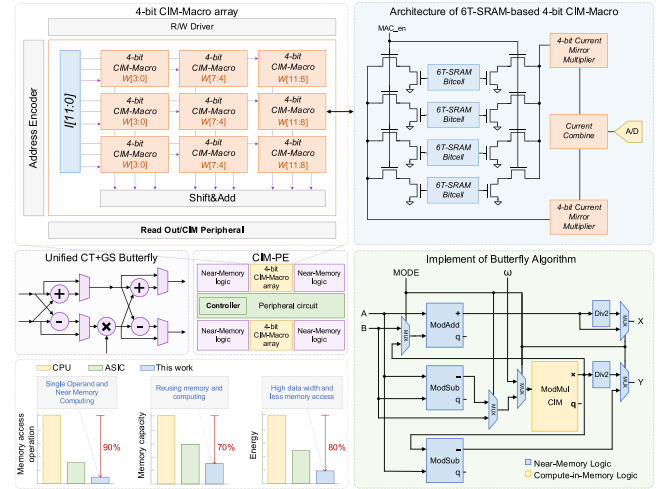 4-bit CIM-Macro array
R/W Driver
Address Encoder
I[11:0]
4-bit
CIM-Macro
W[3:0]
4-bit
CIM-Macro
W[7:4]
4-bit
CIM-Macro
W[11:8]
4-bit
CIM-Macro
W[3:0]
4-bit
CIM-Macro
W[7:4]
4-bit
CIM-Macro
W[11:8]
4-bit
CIM-Macro
W[3:0]
4-bit
CIM-Macro
W[7:4]
4-bit
CIM-Macro
W[11:8]
Shift&Add
Read Out/CIM Peripheral
Architecture of 6T-SRAM-based 4-bit CIM-Macro
MAC_en
6T-SRAM
Bitcell
6T-SRAM
Bitcell
6T-SRAM
Bitcell
6T-SRAM
Bitcell
4-bit Current
Mirror
Multiplier
Current
Combine
A/D
4-bit Current
Mirror
Multiplier
Unified CT+GS Butterfly
+
−
×
+
−
CIM-PE
Near-Memory
logic
4-bit
CIM-Macro
array
Near-Memory
logic
Controller
Peripheral circuit
Near-Memory
logic
4-bit
CIM-Macro
array
Near-Memory
logic
Implement of Butterfly Algorithm
MODE
ω
A
B
MUX
+
ModAdd
q
−
ModSub
q
MUX
MUX
×
ModMul
CIM
q
−
ModSub
q
Div2
MUX
X
Div2
MUX
Y
Near-Memory Logic
Compute-in-Memory Logic
CPU
ASIC
This work
Single Operand and
Near Memory
Computing
Memory access
operation
90%
Reusing memory and
computing
Memory capacity
70%
High data width and
less memory access
Energy
80%